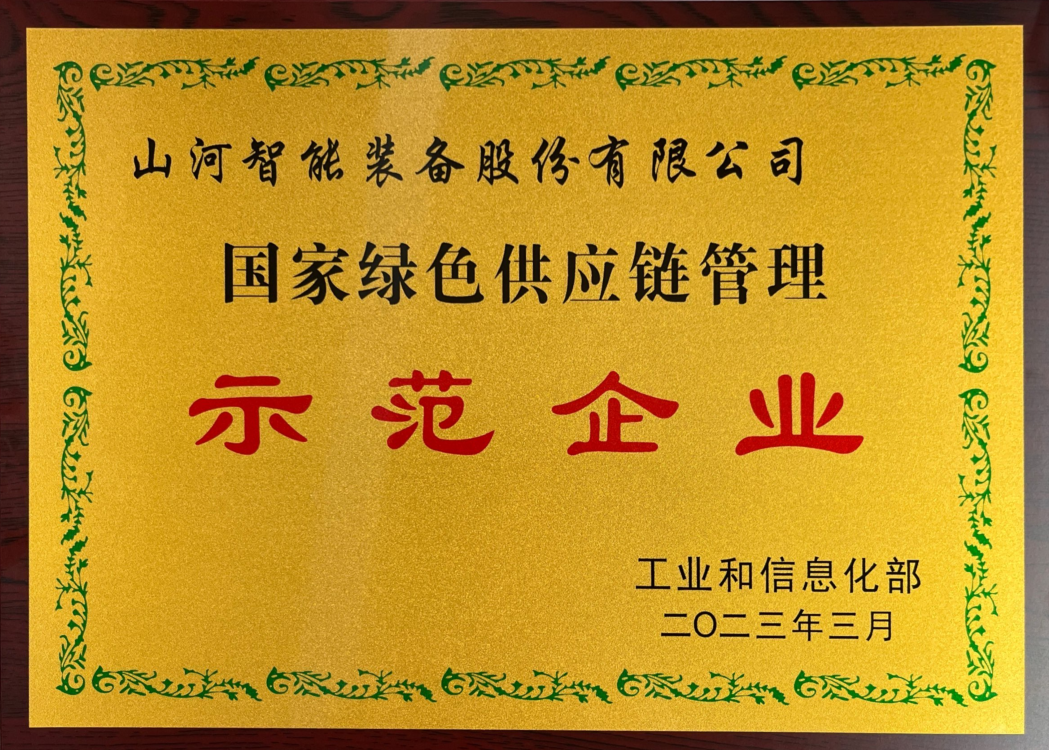 山河智能装备股份有限公司
国家绿色供应链管理
示范企业
工业和信息化部
二〇二三年三月